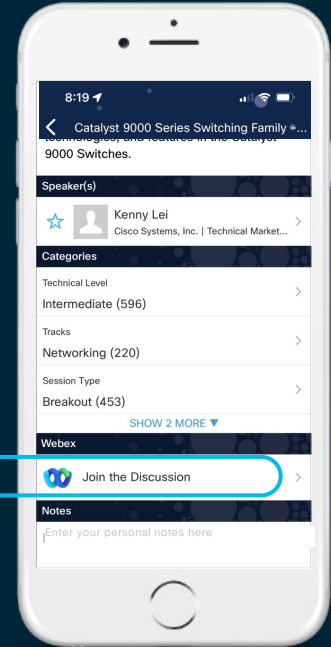 8:19
Catalyst 9000 Series Switching Family
technologies, and features in the Catalyst
9000 Switches.
Speaker(s)
Kenny Lei
Cisco Systems, Inc. | Technical Market...
Categories
Technical Level
Intermediate (596)
Tracks
Networking (220)
Session Type
Breakout (453)
SHOW 2 MORE ▼
Webex
Join the Discussion
Notes
Enter your personal notes here